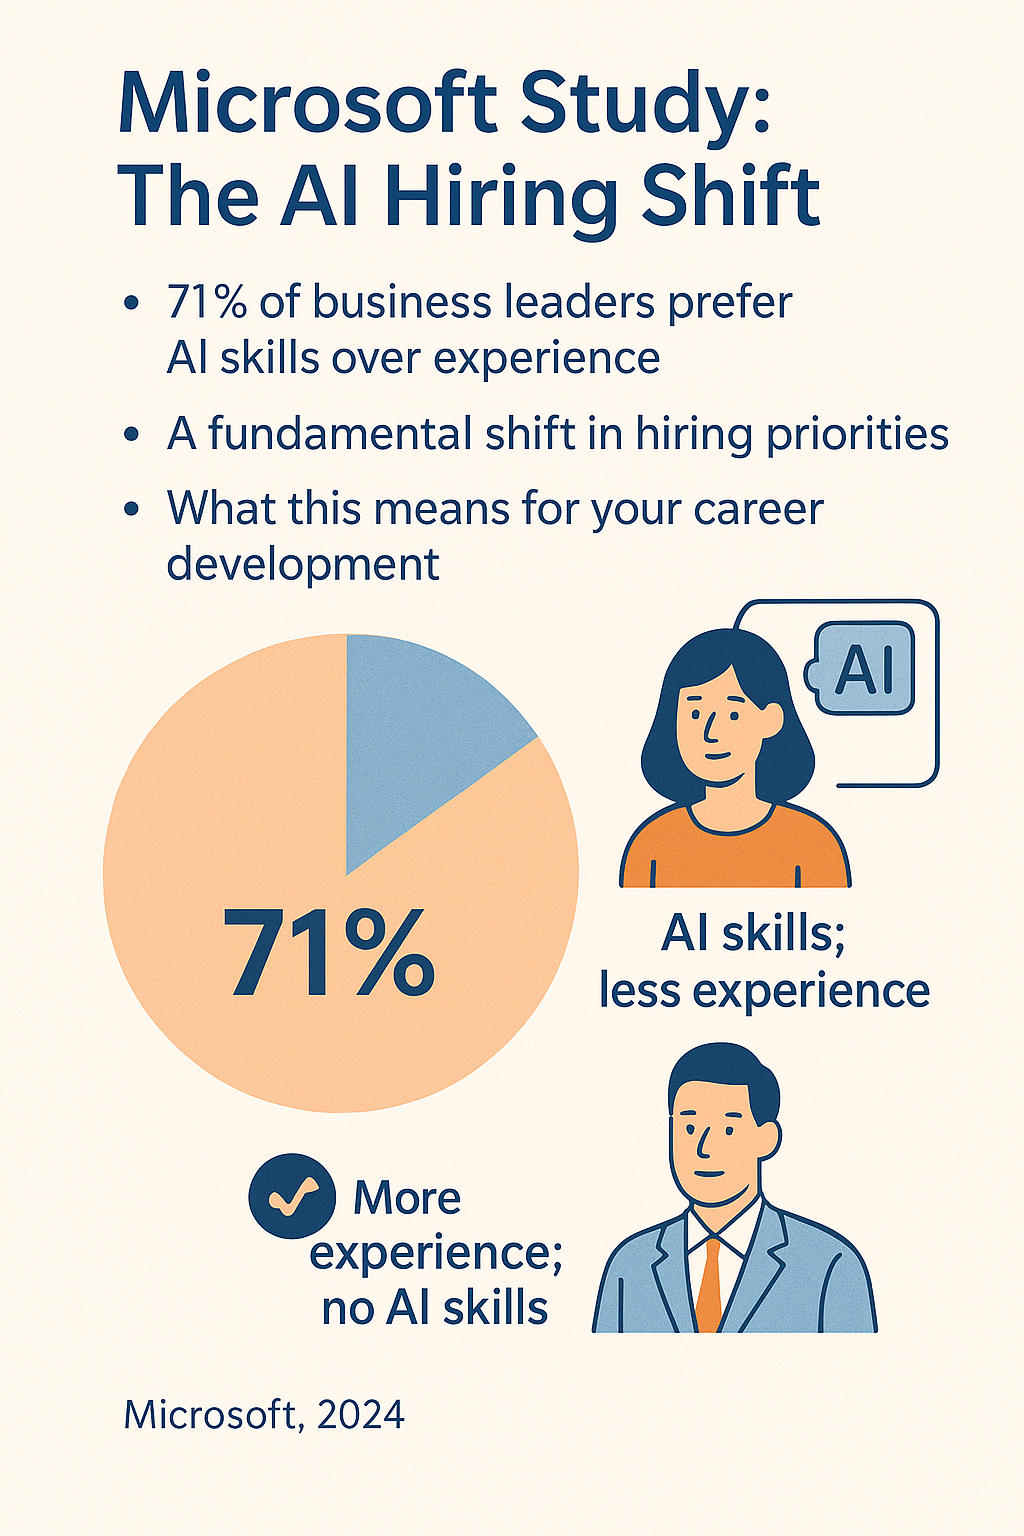 Microsoft Study:
The AI Hiring Shift
• 71% of business leaders prefer
AI skills over experience
• A fundamental shift in hiring priorities
• What this means for your career
development
AI
71%
AI skills;
less experience
More
experience;
no AI skills
Microsoft, 2024